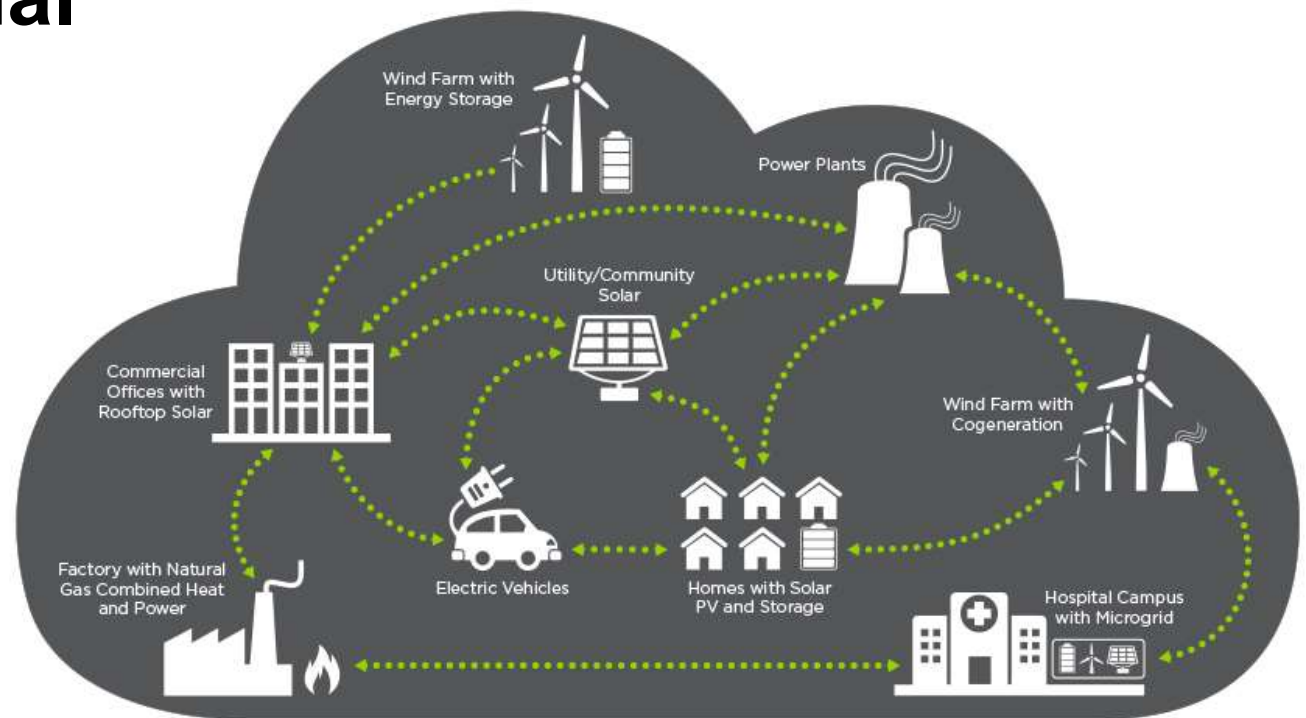 Wind Farm with
Energy Storage
Power Plants
Utility/Community
Solar
Commercial
Offices with
Rooftop Solar
Wind Farm with
Cogeneration
Factory with Natural
Gas Combined Heat
and Power
Electric Vehicles
Homes with Solar
PV and Storage
Hospital Campus
with Microgrid